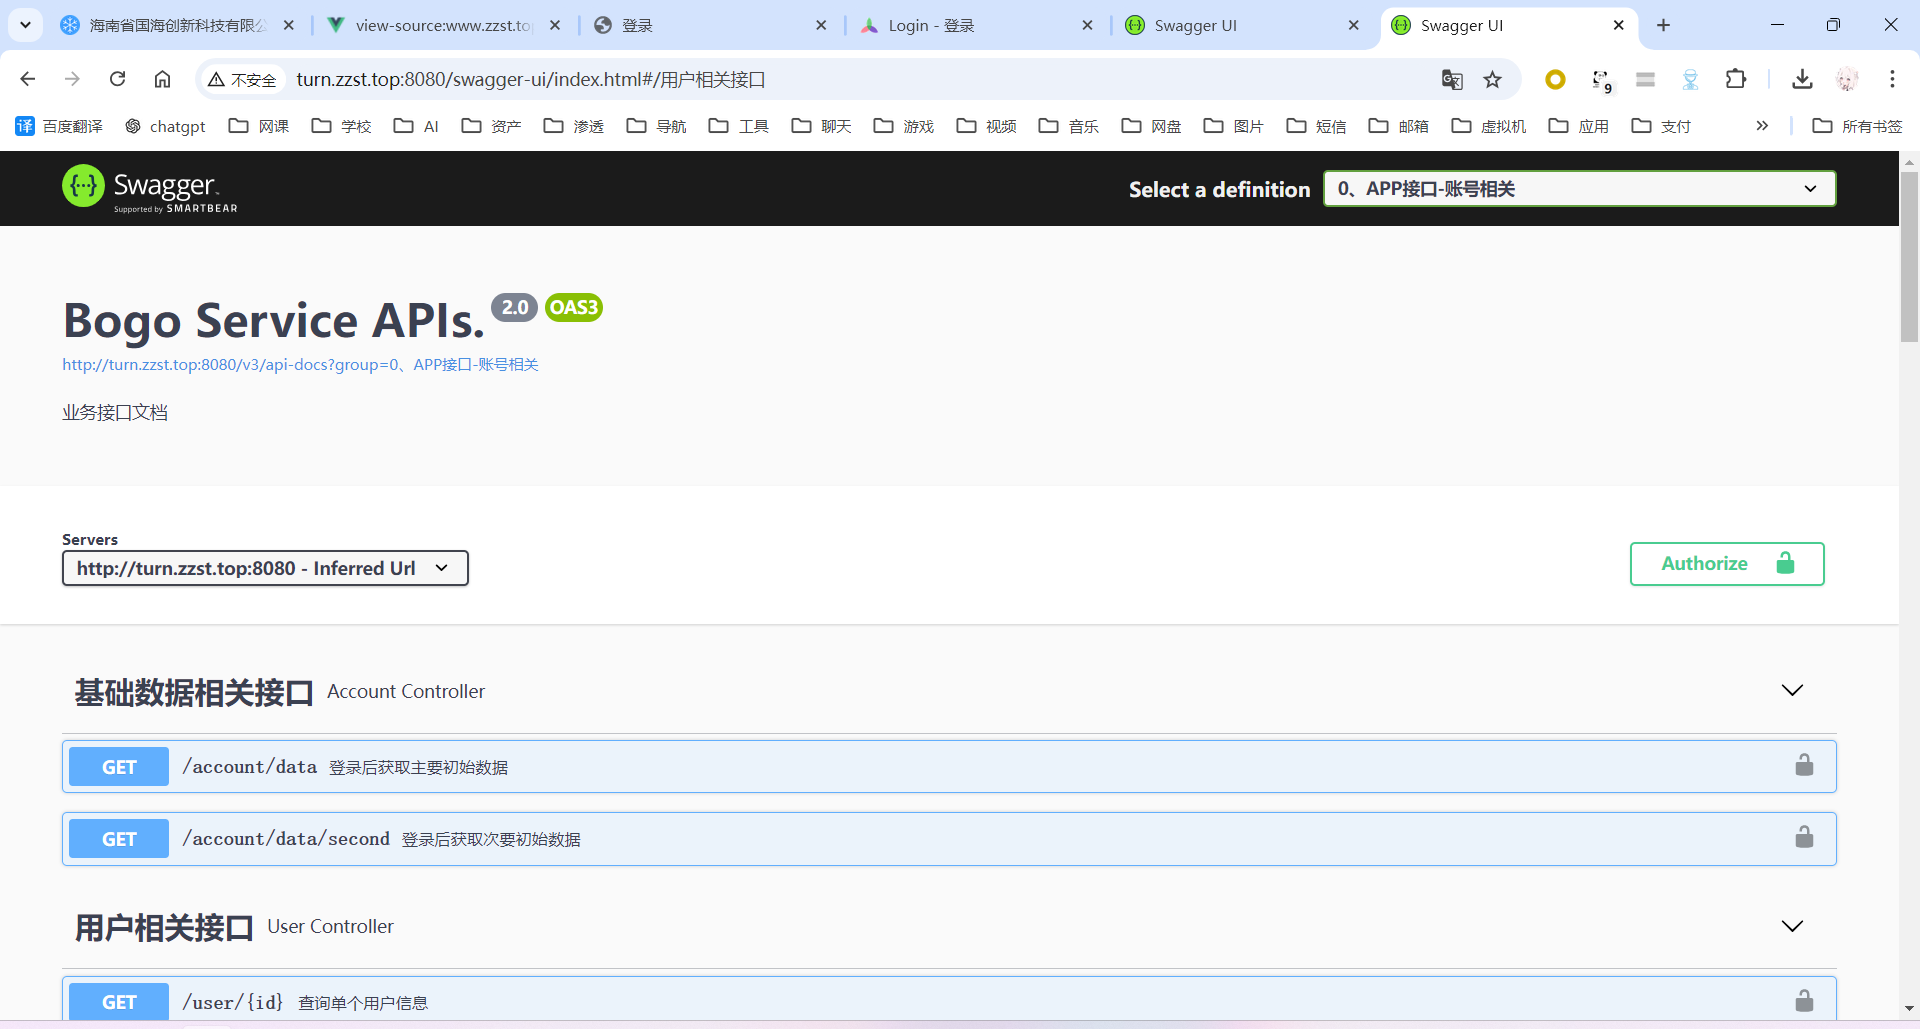 海南省国海创新科技有限公
view-source:www.zzst.to
登录
Login - 登录
Swagger UI
Swagger UI
不安全
turn.zzst.top:8080/swagger-ui/index.html#/用户相关接口
9
译 百度翻译
chatgpt
网课
学校
AI
资产
渗透
导航
工具
聊天
游戏
视频
音乐
网盘
图片
短信
邮箱
虚拟机
应用
支付
所有书签
Swagger
Supported by SMARTBEAR
Select a definition
0、APP接口-账号相关
Bogo Service APIs. 2.0 OAS3
http://turn.zzst.top:8080/v3/api-docs?group=0、APP接口-账号相关
业务接口文档
Servers
http://turn.zzst.top:8080 - Inferred Url
Authorize
基础数据相关接口 Account Controller
GET /account/data 登录后获取主要初始数据
GET /account/data/second 登录后获取次要初始数据
用户相关接口 User Controller
GET /user/{id} 查询单个用户信息